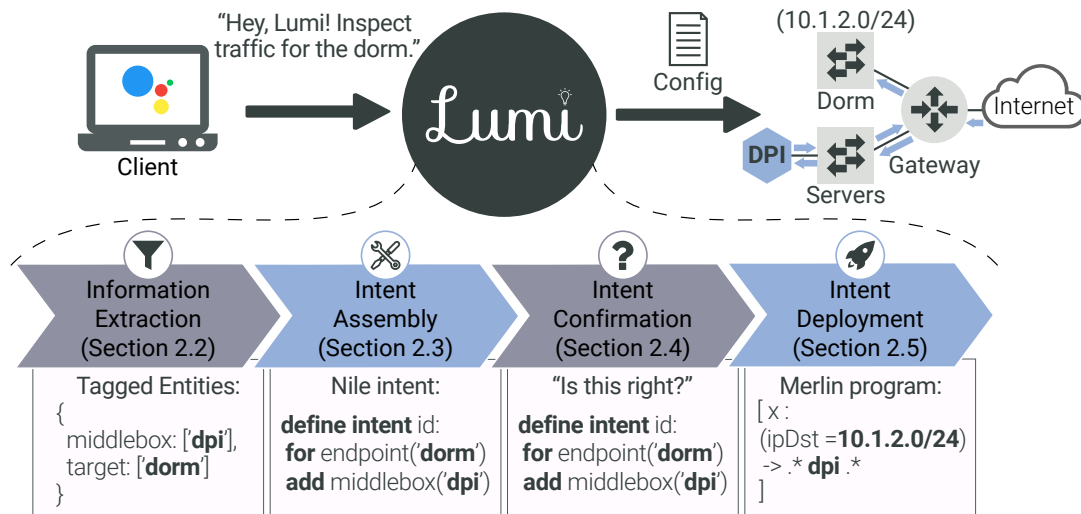 “Hey, Lumi! Inspect
traffic for the dorm.”
Client
Lumi
Config
(10.1.2.0/24)
Dorm
Internet
DPI
Gateway
Servers
Information
Extraction
(Section 2.2)
Intent
Assembly
(Section 2.3)
?
Intent
Confirmation
(Section 2.4)
Intent
Deployment
(Section 2.5)
Tagged Entities:
{
middlebox: ['dpi'],
target: ['dorm']
}
Nile intent:
define intent id:
for endpoint('dorm')
add middlebox('dpi')
“Is this right?”
define intent id:
for endpoint('dorm')
add middlebox('dpi')
Merlin program:
[ x :
(ipDst =10.1.2.0/24)
-> .* dpi .*
]